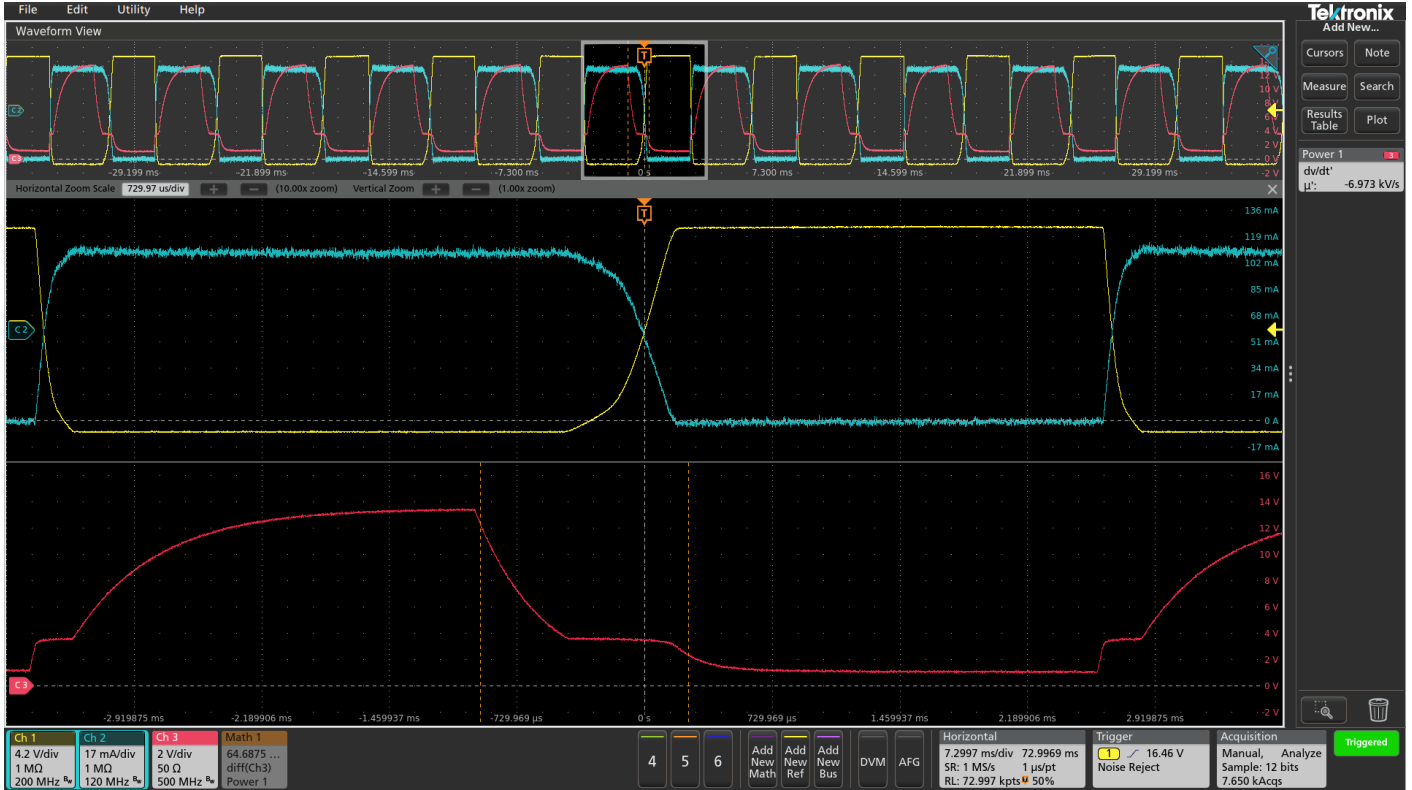 File Edit Utility Help
Tektronix
Waveform View
Add New...
Cursors Note
Measure Search
Results Table Plot
Power 1 3
dv/dt'
µ': -6.973 kV/s
T
C2
C3
12 V
10 V
8 V
6 V
4 V
2 V
0 V
-2 V
-29.199 ms -21.899 ms -14.599 ms -7.300 ms 0 s 7.300 ms 14.599 ms 21.899 ms 29.199 ms
Horizontal Zoom Scale 729.97 us/div + — (10.00x zoom) Vertical Zoom + — (1.00x zoom)
T
136 mA
119 mA
102 mA
85 mA
68 mA
C 2
51 mA
34 mA
17 mA
0 A
-17 mA
16 V
14 V
12 V
10 V
8 V
6 V
4 V
2 V
C 3
0 V
-2 V
-2.919875 ms -2.189906 ms -1.459937 ms -729.969 µs 0 s 729.969 µs 1.459937 ms 2.189906 ms 2.919875 ms
Ch 1
4.2 V/div
1 MΩ
200 MHz Bw
Ch 2
17 mA/div
1 MΩ
120 MHz Bw
Ch 3
2 V/div
50 Ω
500 MHz Bw
Math 1
64.6875 ...
diff(Ch3)
Power 1
4 5 6
Add New Math
Add New Ref
Add New Bus
DVM AFG
Horizontal
7.2997 ms/div 72.9969 ms
SR: 1 MS/s 1 µs/pt
RL: 72.997 kpts 50%
Trigger
1 16.46 V
Noise Reject
Acquisition
Manual, Analyze
Sample: 12 bits
7.650 kAcqs
Triggered